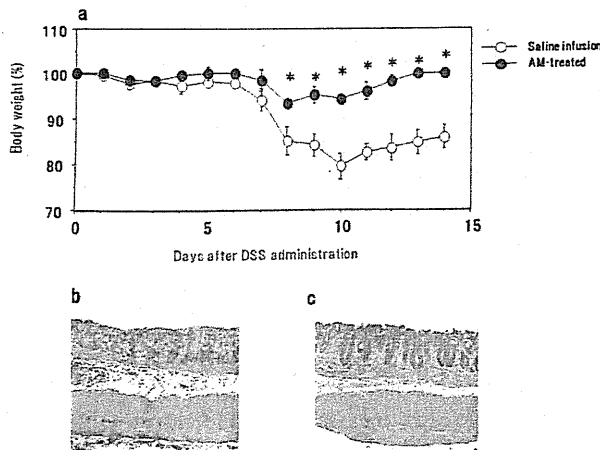 a
110
100
90
80
70
Body weight (%)
* * * * * * *
Saline infusion
AM-treated
0 5 10 15
Days after DSS administration
b c